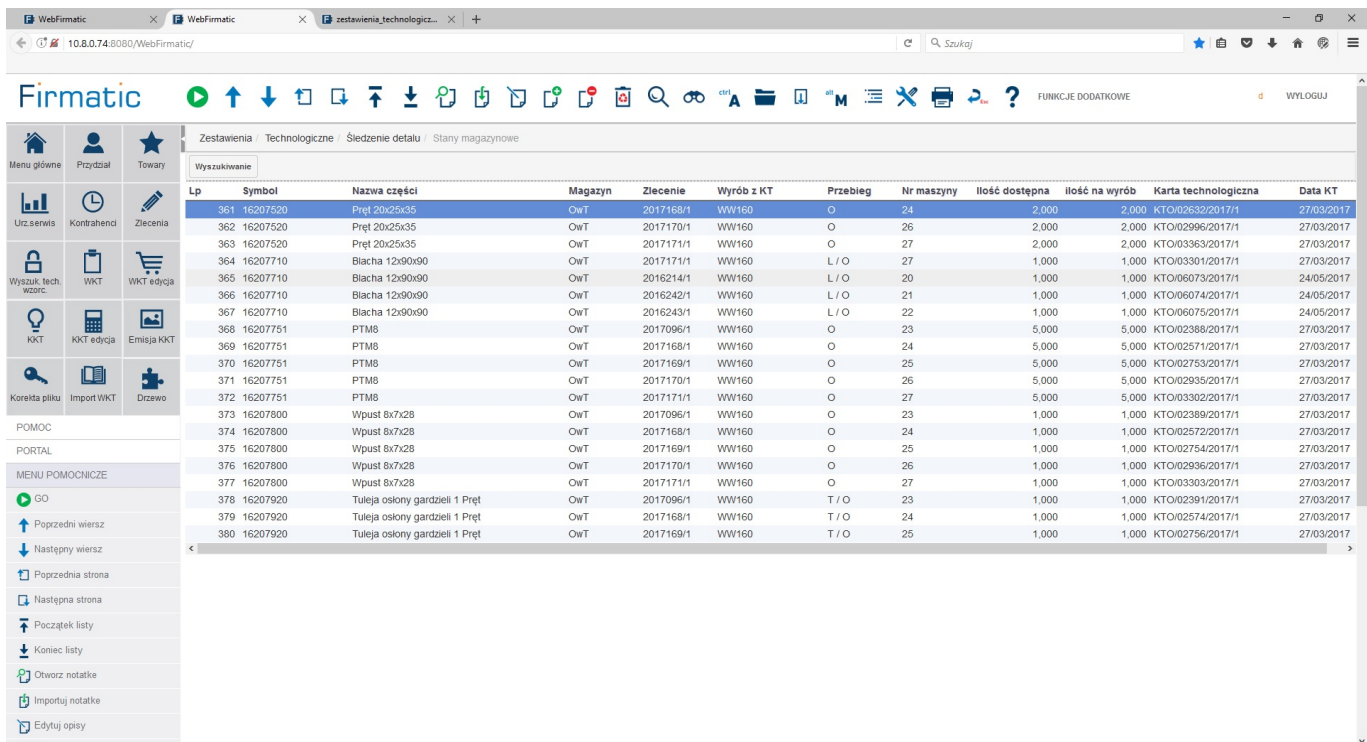 WebFirmatic
WebFirmatic
zestawienia_technologicz...
10.8.0.74:8080/WebFirmatic/
Szukaj
Firmatic
ctrl A
alt M
Esc
?
FUNKCJE DODATKOWE
d
WYLOGUJ
Menu główne
Przydział
Towary
Urz.serwis
Kontrahenci
Zlecenia
Wyszuk. tech. wzorc.
WKT
WKT edycja
KKT
KKT edycja
Emisja KKT
Korekta pliku
Import WKT
Drzewo
POMOC
PORTAL
MENU POMOCNICZE
GO
Poprzedni wiersz
Następny wiersz
Poprzednia strona
Następna strona
Początek listy
Koniec listy
Otworz notatke
Importuj notatke
Edytuj opisy
Zestawienia / Technologiczne / Śledzenie detalu / Stany magazynowe
Wyszukiwanie
Lp Symbol Nazwa części Magazyn Zlecenie Wyrób z KT Przebieg Nr maszyny Ilość dostępna ilość na wyrób Karta technologiczna Data KT
361 16207520 Pręt 20x25x35 OwT 2017168/1 WW160 O 24 2,000 2,000 KTO/02632/2017/1 27/03/2017
362 16207520 Pręt 20x25x35 OwT 2017170/1 WW160 O 26 2,000 2,000 KTO/02996/2017/1 27/03/2017
363 16207520 Pręt 20x25x35 OwT 2017171/1 WW160 O 27 2,000 2,000 KTO/03363/2017/1 27/03/2017
364 16207710 Blacha 12x90x90 OwT 2017171/1 WW160 L / O 27 1,000 1,000 KTO/03301/2017/1 27/03/2017
365 16207710 Blacha 12x90x90 OwT 2016214/1 WW160 L / O 20 1,000 1,000 KTO/06073/2017/1 24/05/2017
366 16207710 Blacha 12x90x90 OwT 2016242/1 WW160 L / O 21 1,000 1,000 KTO/06074/2017/1 24/05/2017
367 16207710 Blacha 12x90x90 OwT 2016243/1 WW160 L / O 22 1,000 1,000 KTO/06075/2017/1 24/05/2017
368 16207751 PTM8 OwT 2017096/1 WW160 O 23 5,000 5,000 KTO/02388/2017/1 27/03/2017
369 16207751 PTM8 OwT 2017168/1 WW160 O 24 5,000 5,000 KTO/02571/2017/1 27/03/2017
370 16207751 PTM8 OwT 2017169/1 WW160 O 25 5,000 5,000 KTO/02753/2017/1 27/03/2017
371 16207751 PTM8 OwT 2017170/1 WW160 O 26 5,000 5,000 KTO/02935/2017/1 27/03/2017
372 16207751 PTM8 OwT 2017171/1 WW160 O 27 5,000 5,000 KTO/03302/2017/1 27/03/2017
373 16207800 Wpust 8x7x28 OwT 2017096/1 WW160 O 23 1,000 1,000 KTO/02389/2017/1 27/03/2017
374 16207800 Wpust 8x7x28 OwT 2017168/1 WW160 O 24 1,000 1,000 KTO/02572/2017/1 27/03/2017
375 16207800 Wpust 8x7x28 OwT 2017169/1 WW160 O 25 1,000 1,000 KTO/02754/2017/1 27/03/2017
376 16207800 Wpust 8x7x28 OwT 2017170/1 WW160 O 26 1,000 1,000 KTO/02936/2017/1 27/03/2017
377 16207800 Wpust 8x7x28 OwT 2017171/1 WW160 O 27 1,000 1,000 KTO/03303/2017/1 27/03/2017
378 16207920 Tuleja osłony gardzieli 1 Pręt OwT 2017096/1 WW160 T / O 23 1,000 1,000 KTO/02391/2017/1 27/03/2017
379 16207920 Tuleja osłony gardzieli 1 Pręt OwT 2017168/1 WW160 T / O 24 1,000 1,000 KTO/02574/2017/1 27/03/2017
380 16207920 Tuleja osłony gardzieli 1 Pręt OwT 2017169/1 WW160 T / O 25 1,000 1,000 KTO/02756/2017/1 27/03/2017